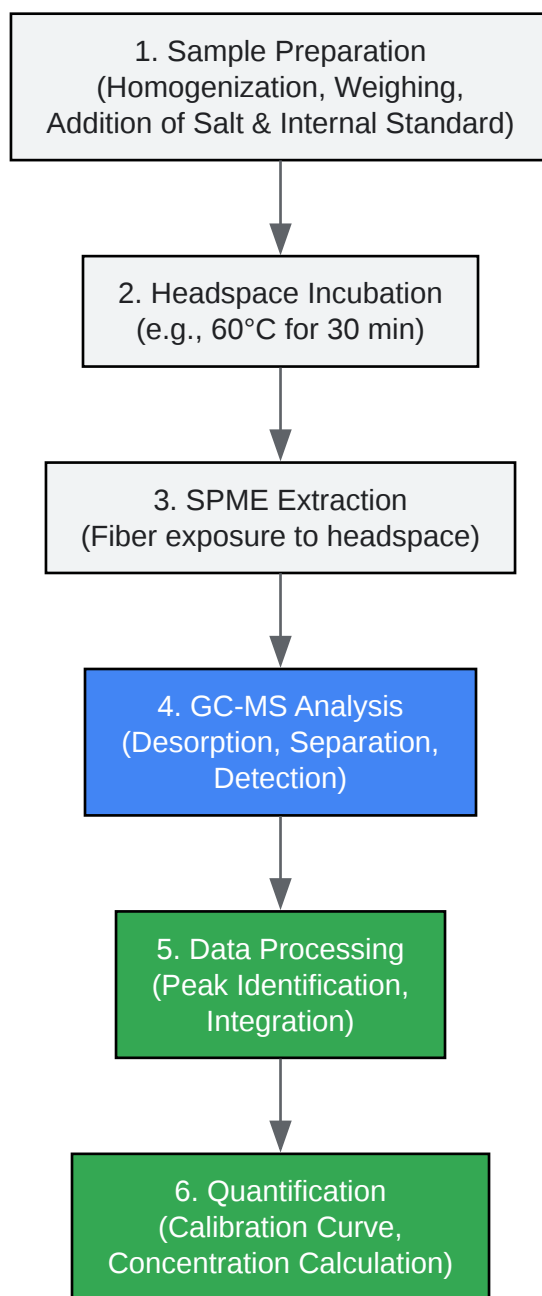 1. Sample Preparation
(Homogenization, Weighing,
Addition of Salt & Internal Standard)
2. Headspace Incubation
(e.g., 60°C for 30 min)
3. SPME Extraction
(Fiber exposure to headspace)
4. GC-MS Analysis
(Desorption, Separation,
Detection)
5. Data Processing
(Peak Identification,
Integration)
6. Quantification
(Calibration Curve,
Concentration Calculation)